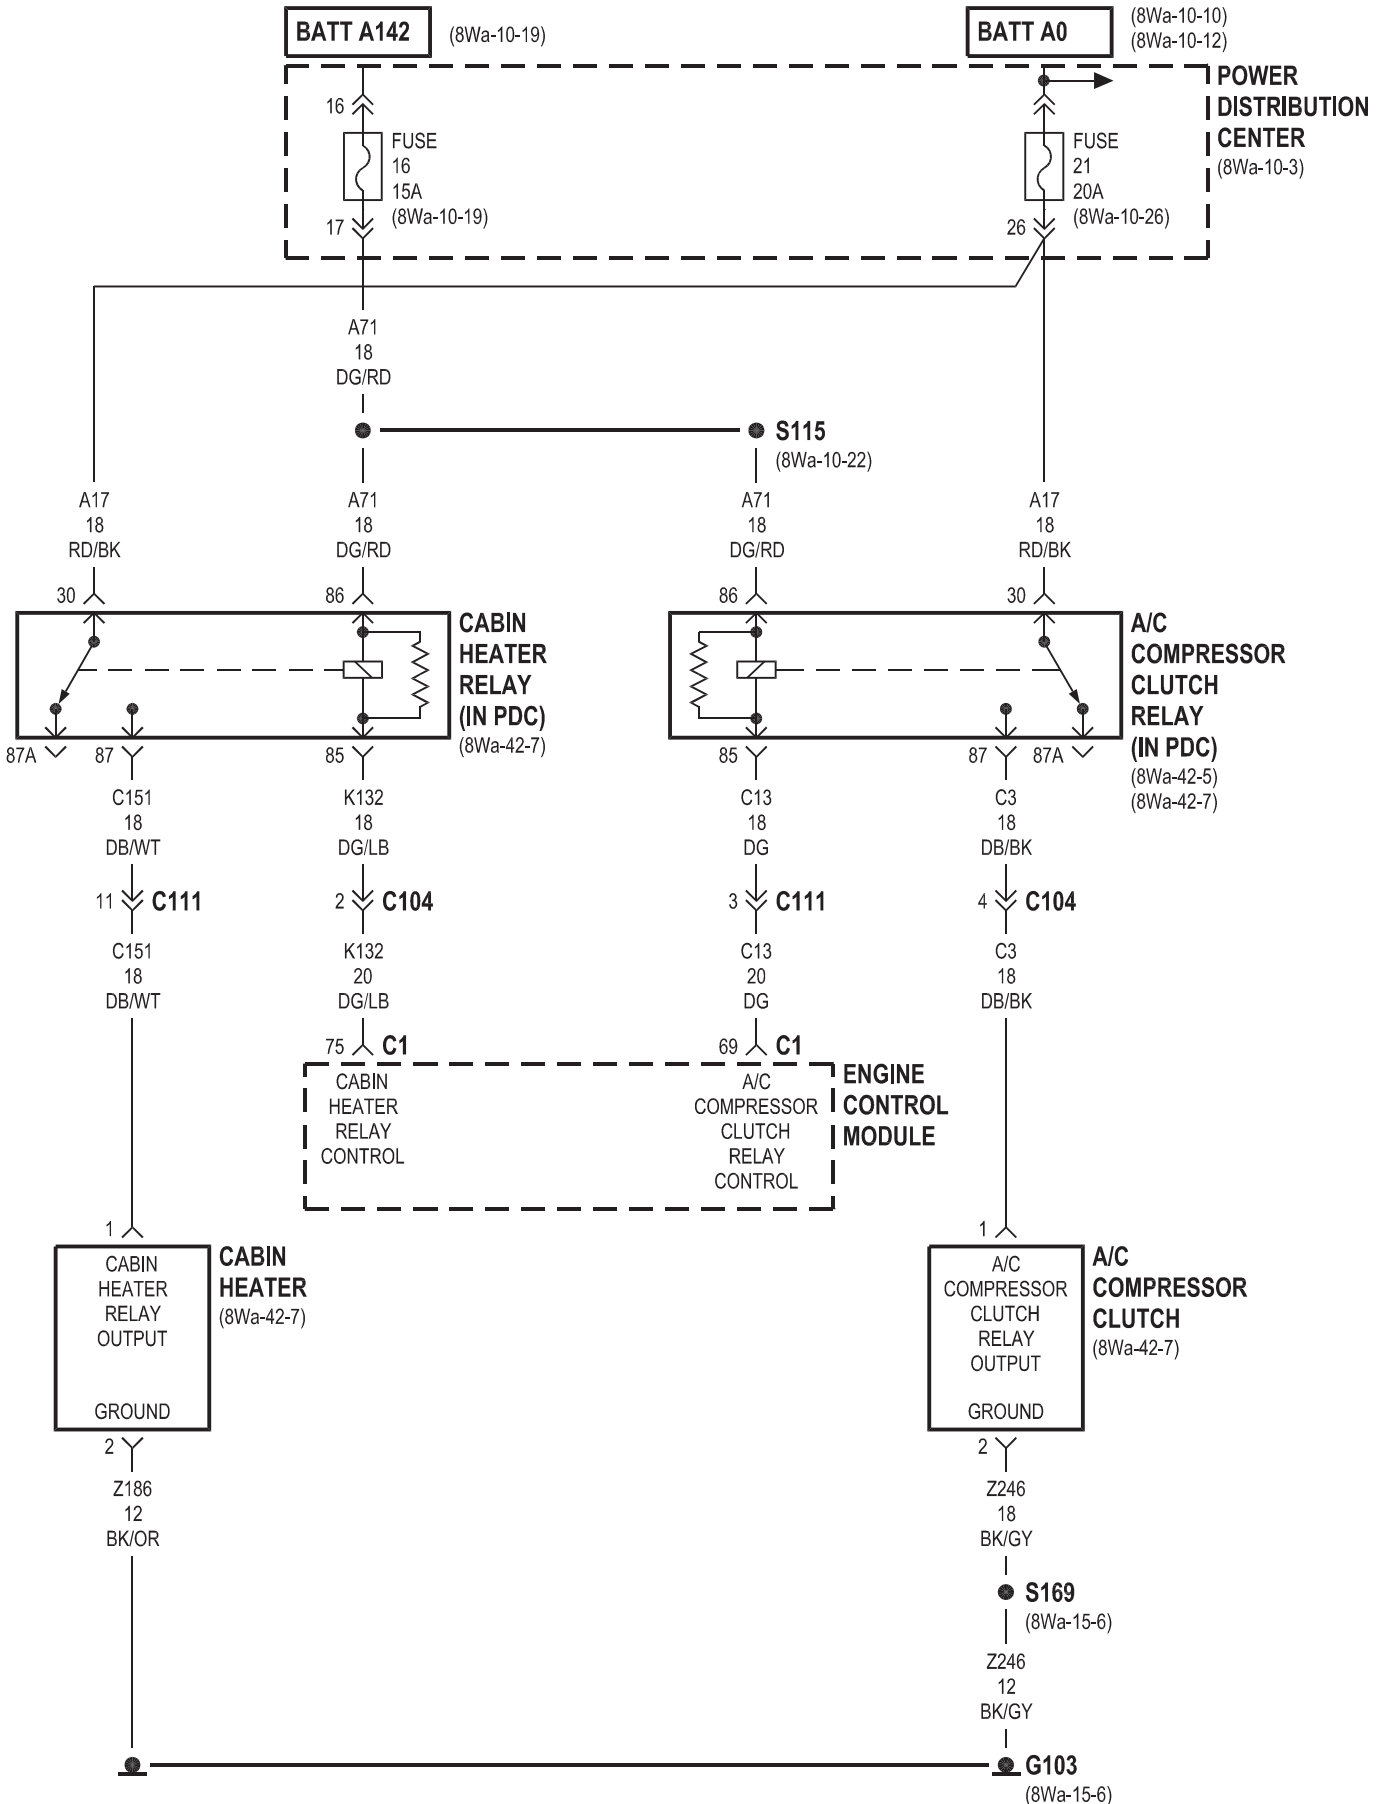 BATT A142
(8Wa-10-19)
BATT A0
(8Wa-10-10)
(8Wa-10-12)
POWER
DISTRIBUTION
CENTER
(8Wa-10-3)
16
FUSE
16
15A
(8Wa-10-19)
17
FUSE
21
20A
(8Wa-10-26)
26
A71
18
DG/RD
S115
(8Wa-10-22)
A17
18
RD/BK
A71
18
DG/RD
A71
18
DG/RD
A17
18
RD/BK
30
86
86
30
CABIN
HEATER
RELAY
(IN PDC)
(8Wa-42-7)
A/C
COMPRESSOR
CLUTCH
RELAY
(IN PDC)
(8Wa-42-5)
(8Wa-42-7)
87A
87
85
85
87
87A
C151
18
DB/WT
K132
18
DG/LB
C13
18
DG
C3
18
DB/BK
11
C111
2
C104
3
C111
4
C104
C151
18
DB/WT
K132
20
DG/LB
C13
20
DG
C3
18
DB/BK
75
C1
69
C1
CABIN
HEATER
RELAY
CONTROL
A/C
COMPRESSOR
CLUTCH
RELAY
CONTROL
ENGINE
CONTROL
MODULE
1
CABIN
HEATER
RELAY
OUTPUT
GROUND
CABIN
HEATER
(8Wa-42-7)
1
A/C
COMPRESSOR
CLUTCH
RELAY
OUTPUT
GROUND
A/C
COMPRESSOR
CLUTCH
(8Wa-42-7)
2
Z186
12
BK/OR
2
Z246
18
BK/GY
S169
(8Wa-15-6)
Z246
12
BK/GY
G103
(8Wa-15-6)